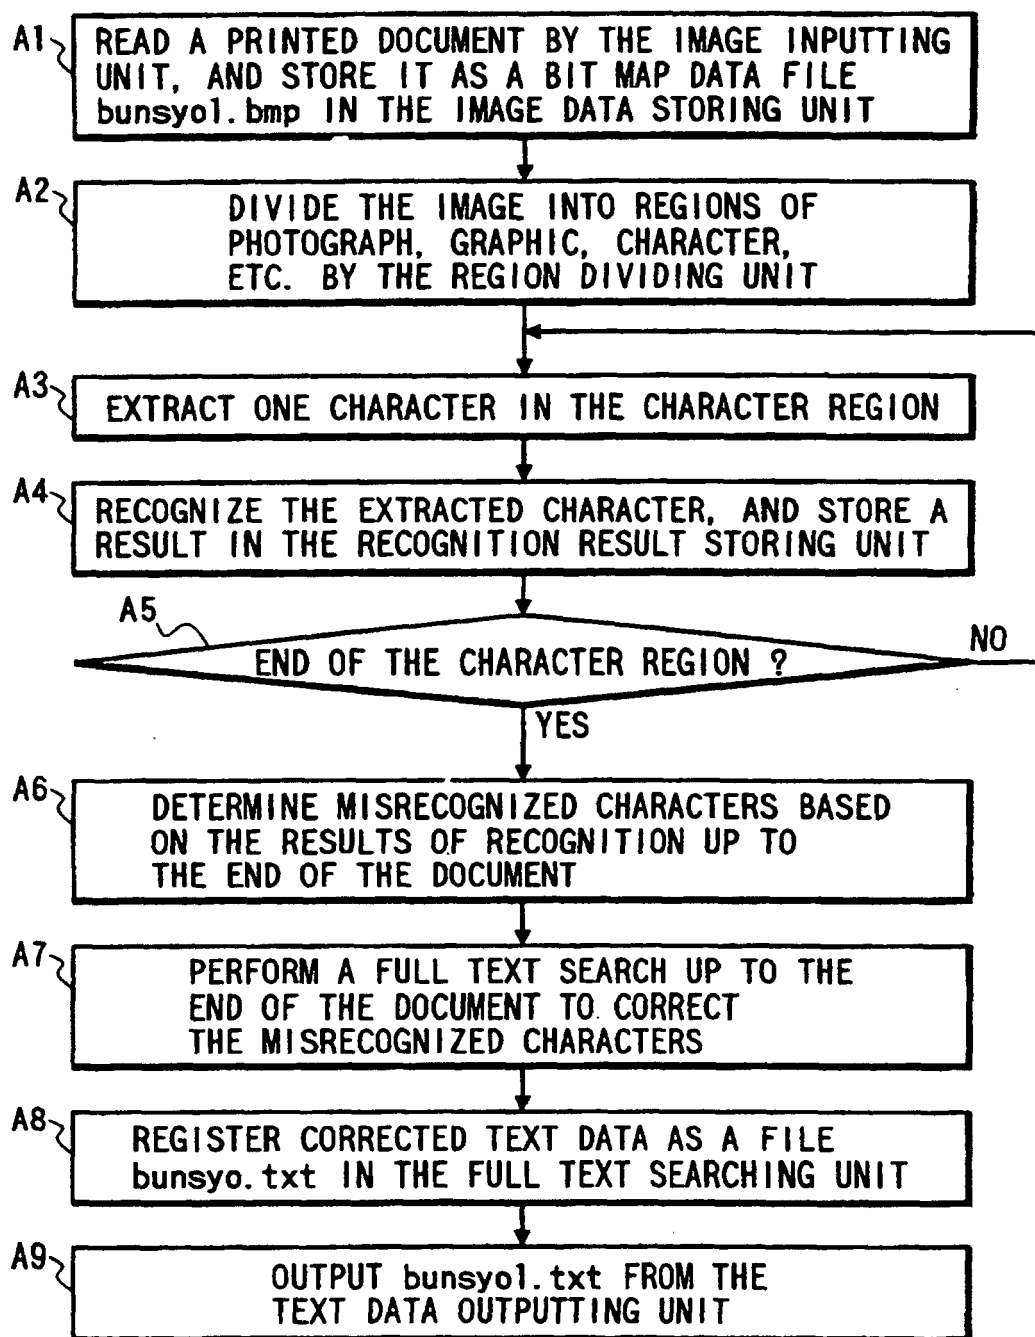 A1
READ A PRINTED DOCUMENT BY THE IMAGE INPUTTING
UNIT, AND STORE IT AS A BIT MAP DATA FILE
bunsyo1.bmp IN THE IMAGE DATA STORING UNIT
A2
DIVIDE THE IMAGE INTO REGIONS OF
PHOTOGRAPH, GRAPHIC, CHARACTER,
ETC. BY THE REGION DIVIDING UNIT
A3
EXTRACT ONE CHARACTER IN THE CHARACTER REGION
A4
RECOGNIZE THE EXTRACTED CHARACTER, AND STORE A
RESULT IN THE RECOGNITION RESULT STORING UNIT
A5
END OF THE CHARACTER REGION ?
NO
YES
A6
DETERMINE MISRECOGNIZED CHARACTERS BASED
ON THE RESULTS OF RECOGNITION UP TO
THE END OF THE DOCUMENT
A7
PERFORM A FULL TEXT SEARCH UP TO THE
END OF THE DOCUMENT TO CORRECT
THE MISRECOGNIZED CHARACTERS
A8
REGISTER CORRECTED TEXT DATA AS A FILE
bunsyo.txt IN THE FULL TEXT SEARCHING UNIT
A9
OUTPUT bunsyo1.txt FROM THE
TEXT DATA OUTPUTTING UNIT